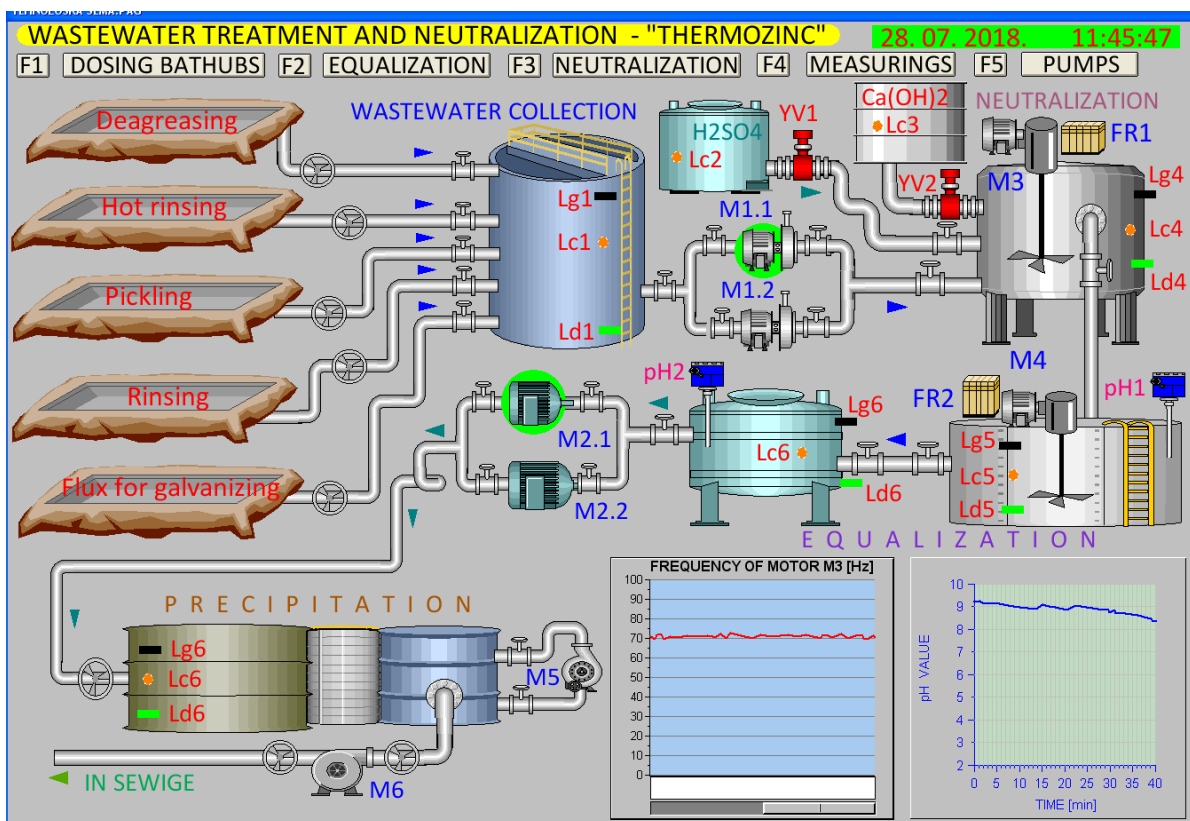 TEHNOLOSKA SEMA.PAG
WASTEWATER TREATMENT AND NEUTRALIZATION - "THERMOZINC"
28. 07. 2018. 11:45:47
F1 DOSING BATHUBS F2 EQUALIZATION F3 NEUTRALIZATION F4 MEASURINGS F5 PUMPS
Deagreasing
Hot rinsing
Pickling
Rinsing
Flux for galvanizing
WASTEWATER COLLECTION
Lg1
Lc1
Ld1
H2SO4
Lc2
YV1
Ca(OH)2
Lc3
YV2
NEUTRALIZATION
FR1
M3
Lg4
Lc4
Ld4
M1.1
M1.2
M4
pH1
FR2
Lg5
Lc5
Ld5
pH2
Lg6
Lc6
Ld6
M2.1
M2.2
EQUALIZATION
PRECIPITATION
Lg6
Lc6
Ld6
M5
M6
IN SEWIGE
FREQUENCY OF MOTOR M3 [Hz]
100
90
80
70
60
50
40
30
20
10
0
10
9
8
7
6
5
4
3
2
pH VALUE
0 5 10 15 20 25 30 35 40
TIME [min]